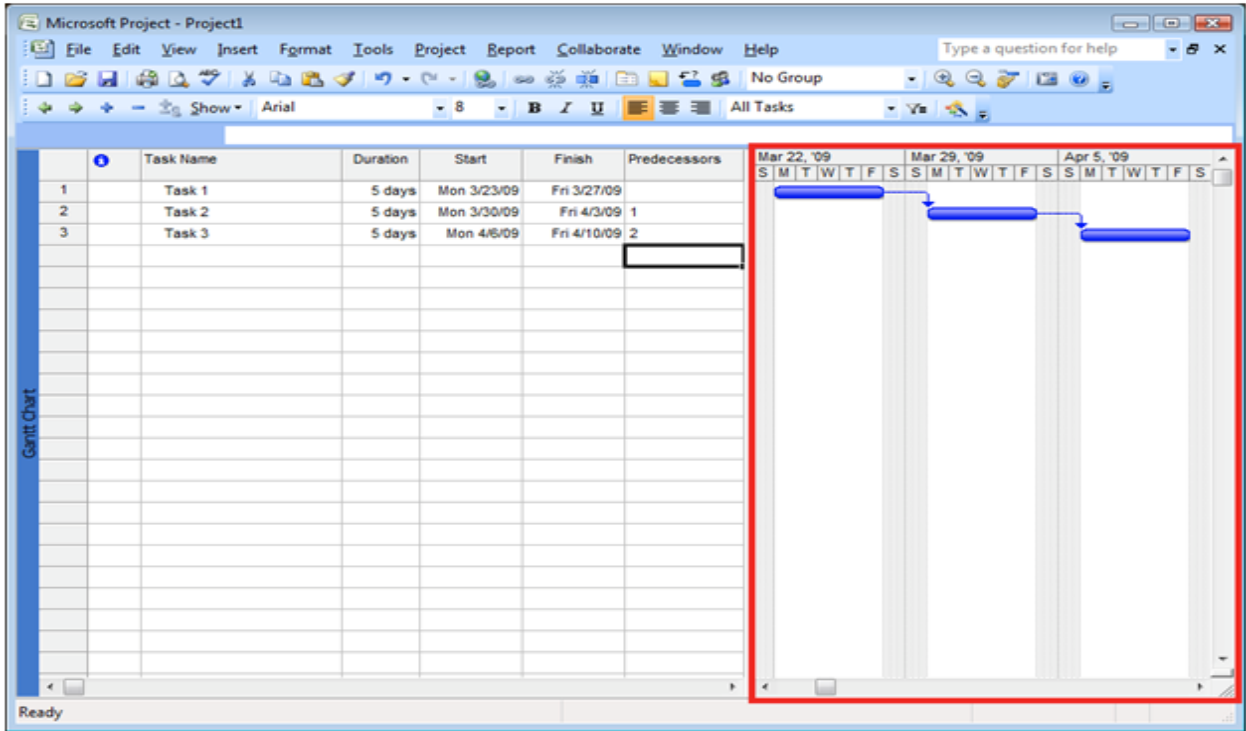 Microsoft Project - Project1
File Edit View Insert Format Tools Project Report Collaborate Window Help Type a question for help
No Group
Show Arial 8 B I U All Tasks
Task Name Duration Start Finish Predecessors Mar 22, '09 Mar 29, '09 Apr 5, '09
S M T W T F S S M T W T F S S M T W T F S
1 Task 1 5 days Mon 3/23/09 Fri 3/27/09
2 Task 2 5 days Mon 3/30/09 Fri 4/3/09 1
3 Task 3 5 days Mon 4/6/09 Fri 4/10/09 2
Gantt Chart
Ready